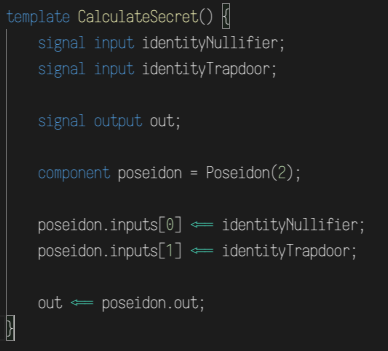 template CalculateSecret() {
    signal input identityNullifier;
    signal input identityTrapdoor;

    signal output out;

    component poseidon = Poseidon(2);

    poseidon.inputs[0] <== identityNullifier;
    poseidon.inputs[1] <== identityTrapdoor;

    out <== poseidon.out;
}